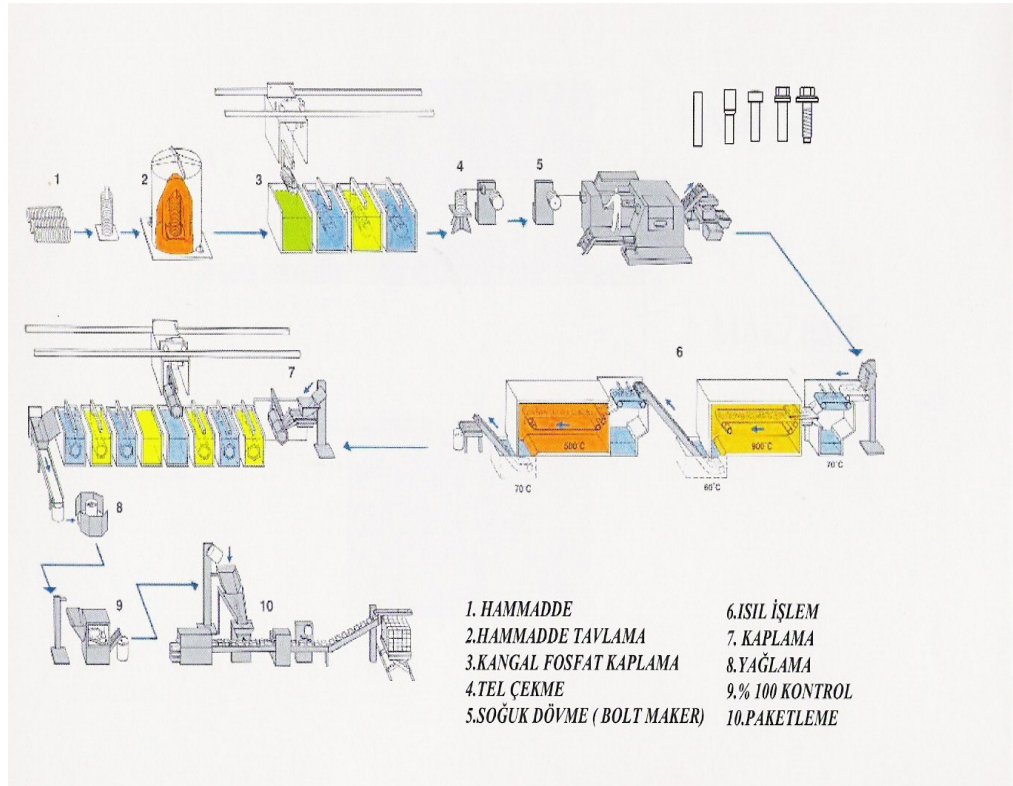 1
2
3
4
5
6
7
500°C
900°C
70°C
70°C
60°C
8
9
10
1. HAMMADDE
2.HAMMADDE TAVLAMA
3.KANGAL FOSFAT KAPLAMA
4.TEL ÇEKME
5.SOĞUK DÖVME ( BOLT MAKER)
6.ISIL İŞLEM
7. KAPLAMA
8.YAĞLAMA
9.% 100 KONTROL
10.PAKETLEME